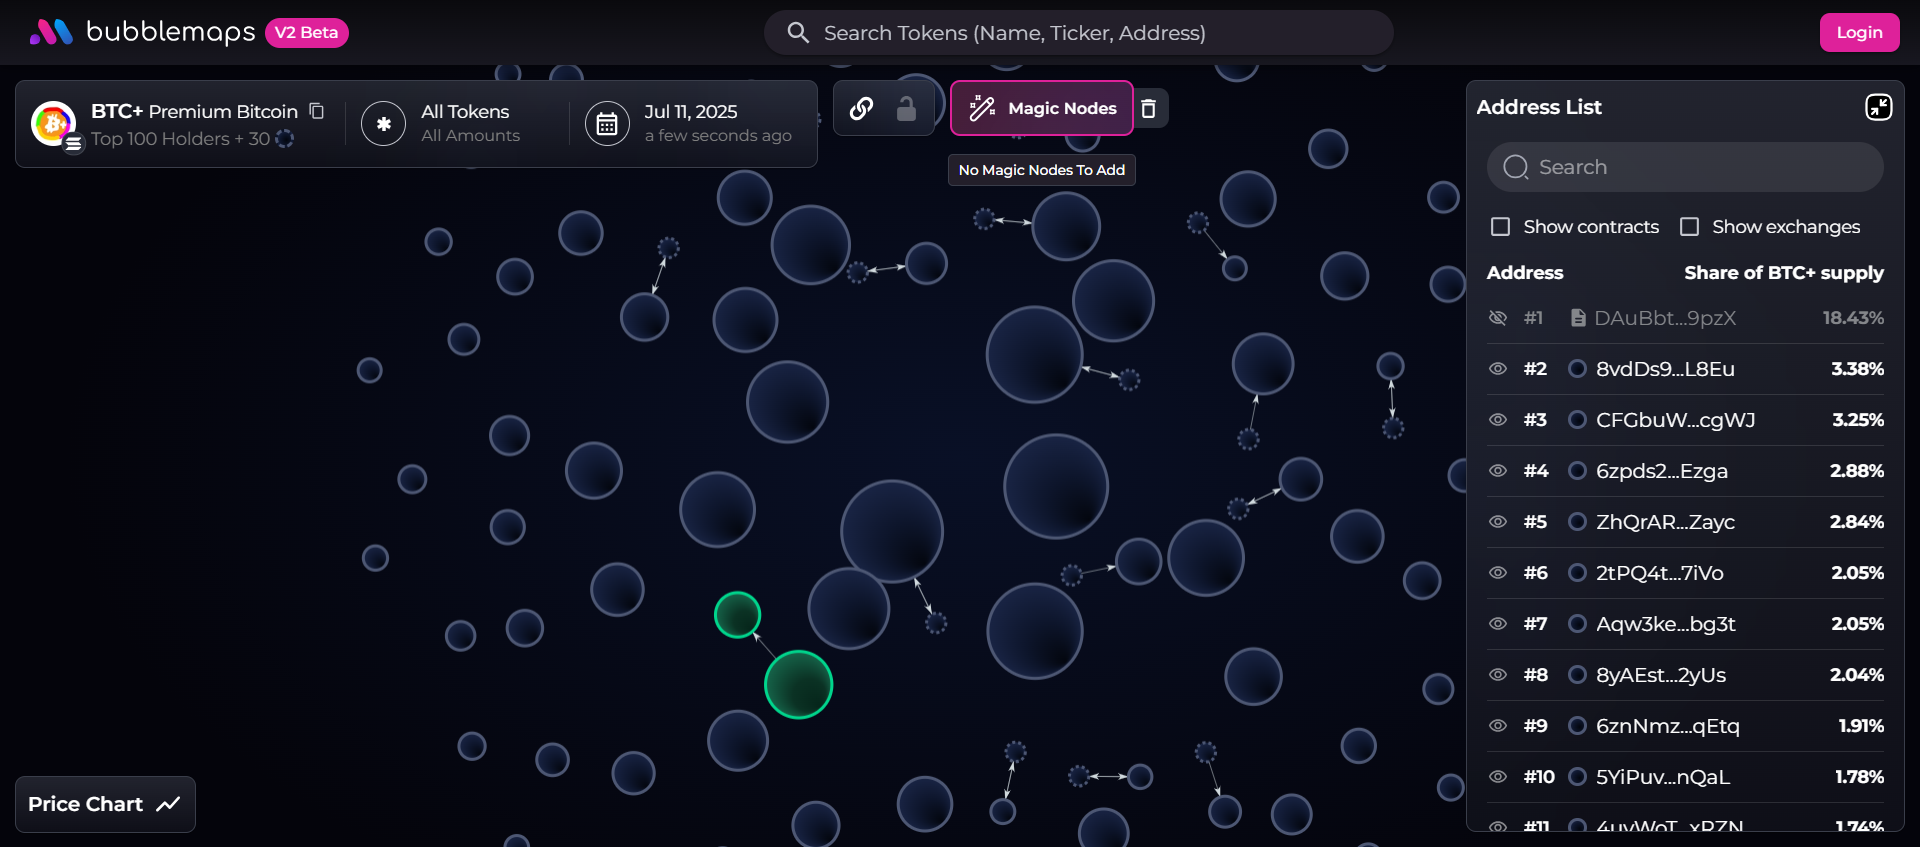 bubblemaps V2 Beta
Search Tokens (Name, Ticker, Address)
Login
BTC+ Premium Bitcoin
Top 100 Holders + 30
All Tokens
All Amounts
Jul 11, 2025
a few seconds ago
Magic Nodes
No Magic Nodes To Add
Address List
Search
Show contracts Show exchanges
Address Share of BTC+ supply
#1 DAuBbt...9pzX 18.43%
#2 8vdDs9...L8Eu 3.38%
#3 CFGbuW...cgWJ 3.25%
#4 6zpds2...Ezga 2.88%
#5 ZhQrAR...Zayc 2.84%
#6 2tPQ4t...7iVo 2.05%
#7 Aqw3ke...bg3t 2.05%
#8 8yAEst...2yUs 2.04%
#9 6znNmz...qEtq 1.91%
#10 5YiPuv...nQaL 1.78%
#11 1.74%
Price Chart